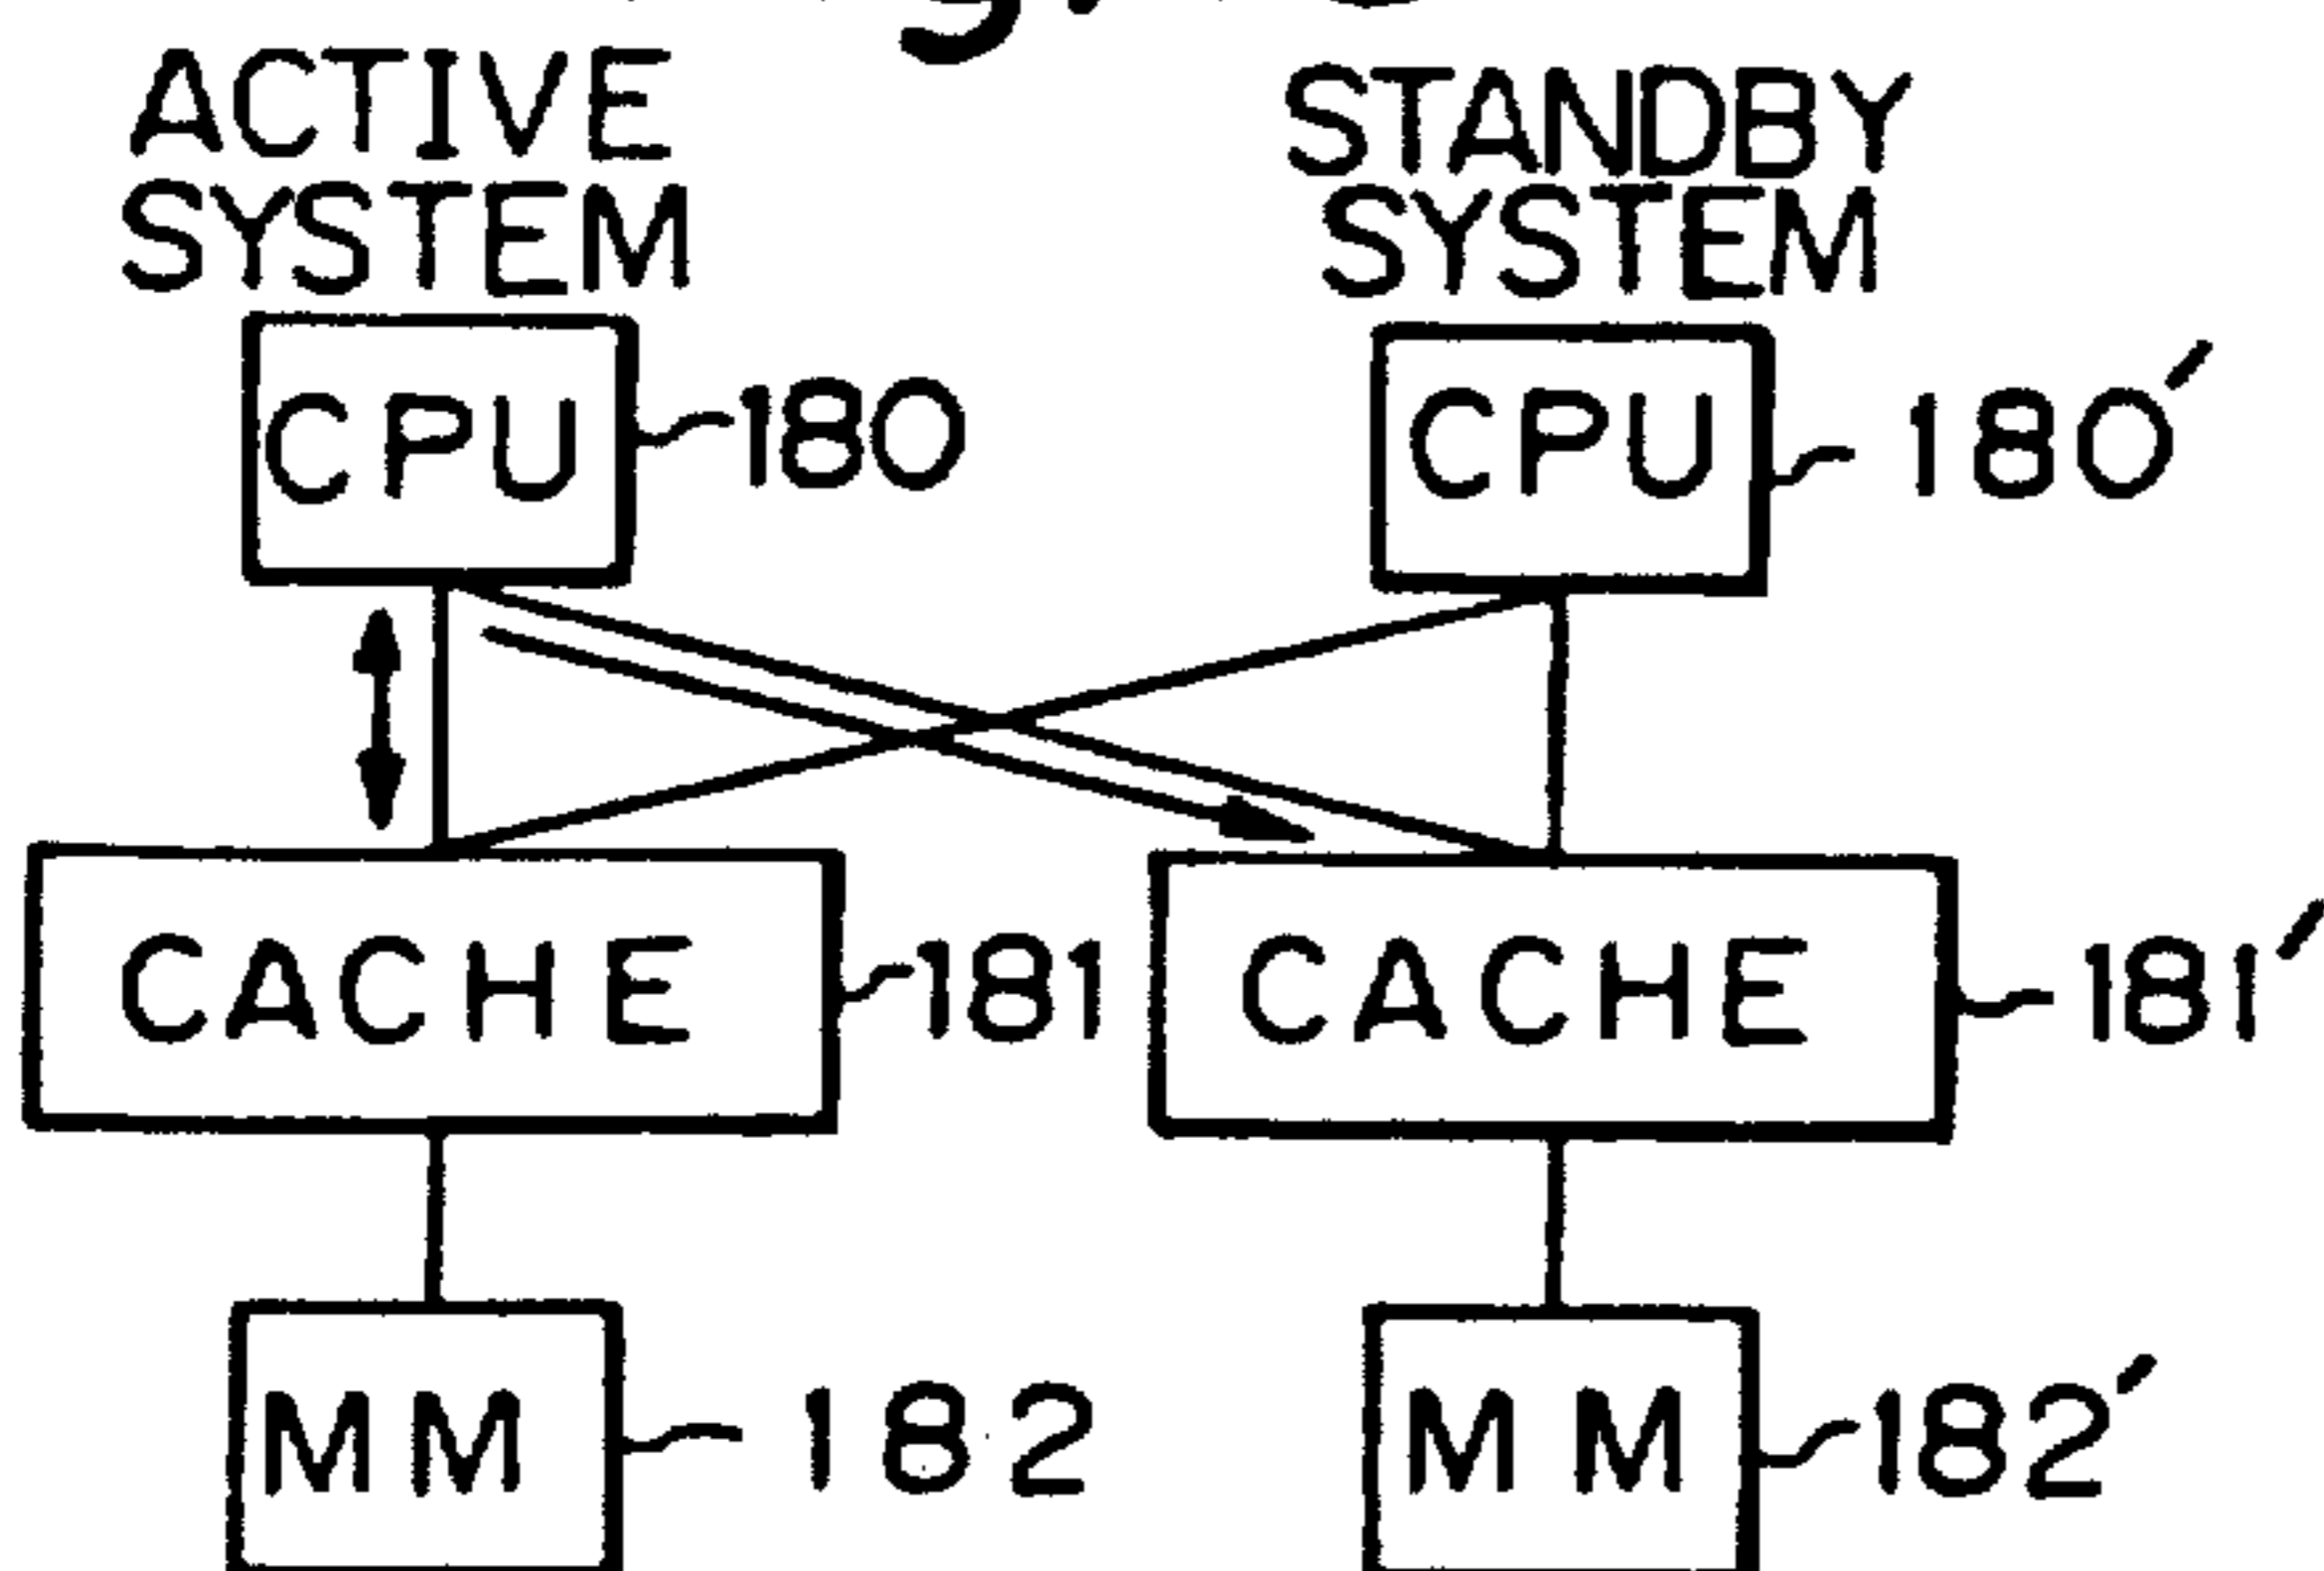 ACTIVE
SYSTEM
STANDBY
SYSTEM
CPU
180
CPU
180′
CACHE
181
CACHE
181′
MM
182
MM
182′